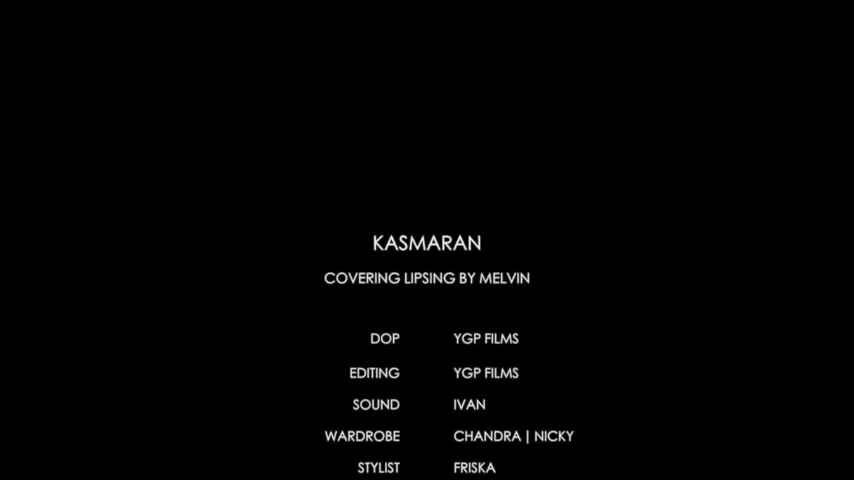 KASMARAN
COVERING LIPSING BY MELVIN
DOP YGP FILMS
EDITING YGP FILMS
SOUND IVAN
WARDROBE CHANDRA | NICKY
STYLIST FRISKA